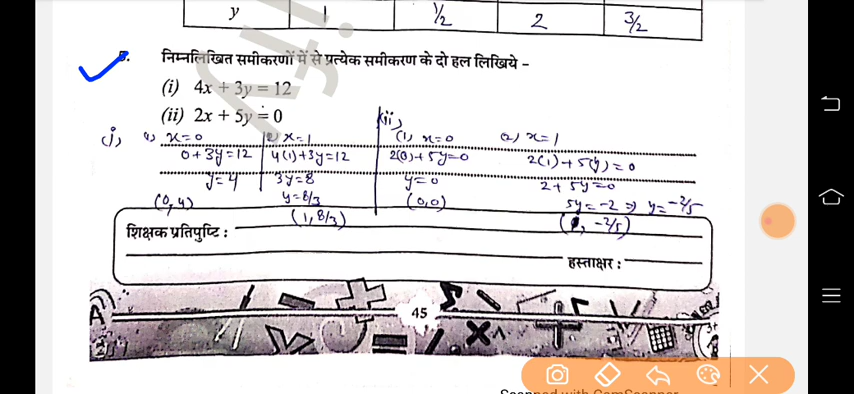 y 1 1/2 2 3/2
निम्नलिखित समीकरणों में से प्रत्येक समीकरण के दो हल लिखिये -
(i) 4x + 3y = 12
(ii) 2x + 5y = 0
i) (1) x=0 (2) x=1 (ii) (1) x=0 (2) x=1
0+3y=12 4(1)+3y=12 2(0)+5y=0 2(1)+5(y)=0
y=4 3y=8 y=0 2+5y=0
(0,4) y=8/3 (0,0) 5y=-2 ⇒ y=-2/5
(1, 8/3) , -2/5)
शिक्षक प्रतिपुष्टि :
हस्ताक्षर :
45